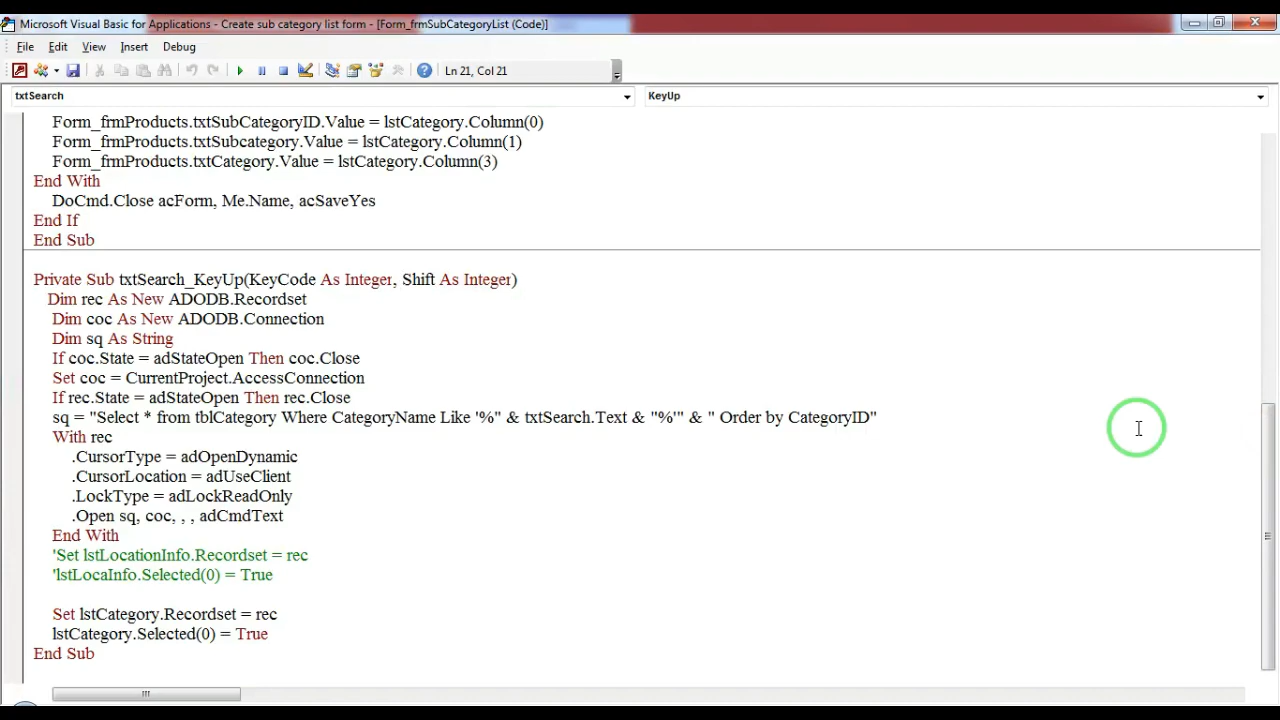 Microsoft Visual Basic for Applications - Create sub category list form - [Form_frmSubCategoryList (Code)]
File Edit View Insert Debug
Ln 21, Col 21
txtSearch KeyUp
Form_frmProducts.txtSubCategoryID.Value = lstCategory.Column(0)
Form_frmProducts.txtSubcategory.Value = lstCategory.Column(1)
Form_frmProducts.txtCategory.Value = lstCategory.Column(3)
End With
DoCmd.Close acForm, Me.Name, acSaveYes
End If
End Sub
Private Sub txtSearch_KeyUp(KeyCode As Integer, Shift As Integer)
Dim rec As New ADODB.Recordset
Dim coc As New ADODB.Connection
Dim sq As String
If coc.State = adStateOpen Then coc.Close
Set coc = CurrentProject.AccessConnection
If rec.State = adStateOpen Then rec.Close
sq = "Select * from tblCategory Where CategoryName Like '%" & txtSearch.Text & "%'" & " Order by CategoryID"
With rec
.CursorType = adOpenDynamic
.CursorLocation = adUseClient
.LockType = adLockReadOnly
.Open sq, coc, , , adCmdText
End With
'Set lstLocationInfo.Recordset = rec
'lstLocaInfo.Selected(0) = True
Set lstCategory.Recordset = rec
lstCategory.Selected(0) = True
End Sub